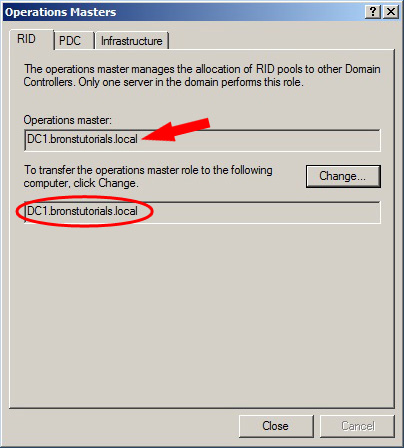 Operations Masters
RID PDC Infrastructure
The operations master manages the allocation of RID pools to other Domain
Controllers. Only one server in the domain performs this role.
Operations master:
DC1.bronstutorials.local
To transfer the operations master role to the following
computer, click Change.
Change...
DC1.bronstutorials.local
Close Cancel